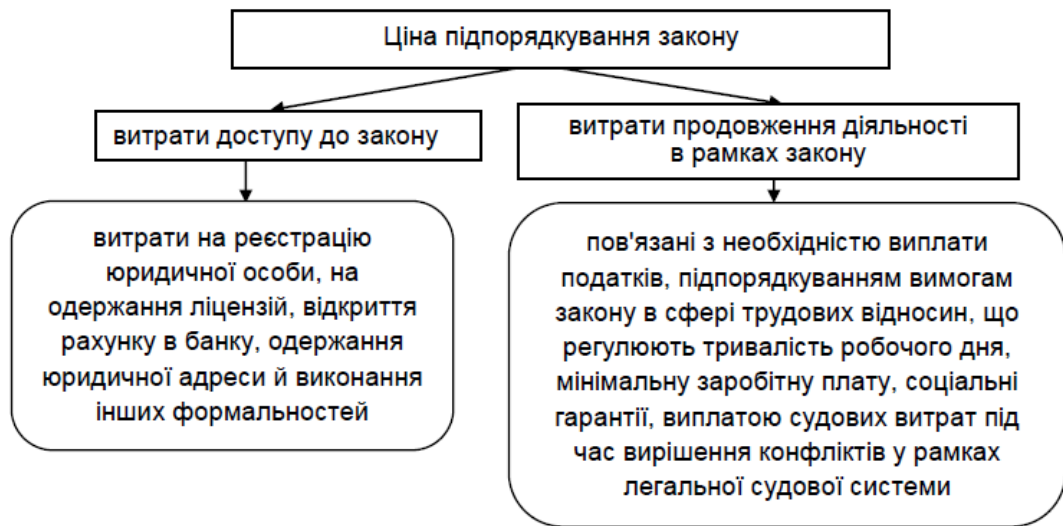 Ціна підпорядкування закону
витрати доступу до закону
витрати продовження діяльності
в рамках закону
витрати на реєстрацію
юридичної особи, на
одержання ліцензій, відкриття
рахунку в банку, одержання
юридичної адреси й виконання
інших формальностей
пов'язані з необхідністю виплати
податків, підпорядкуванням вимогам
закону в сфері трудових відносин, що
регулюють тривалість робочого дня,
мінімальну заробітну плату, соціальні
гарантії, виплатою судових витрат під
час вирішення конфліктів у рамках
легальної судової системи